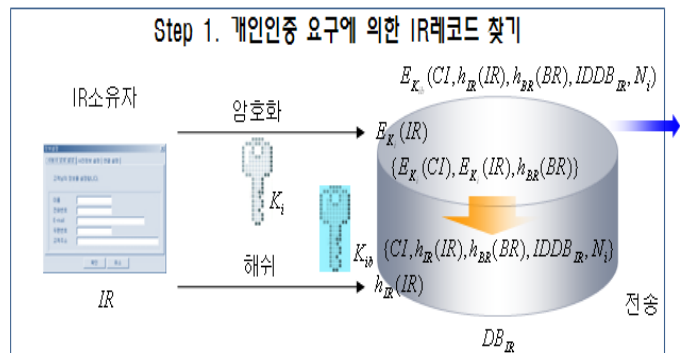 Step 1. 개인인증 요구에 의한 IR레코드 찾기
E_{K_{ib}}(CI, h_{IR}(IR), h_{BR}(BR), IDDB_{IR}, N_i)
IR소유자
암호화
E_{K_i}(IR)
{E_{K_i}(CI), E_{K_i}(IR), h_{BR}(BR)}
K_i
E-mail
K_{ib}
{CI, h_{IR}(IR), h_{BR}(BR), IDDB_{IR}, N_i}
해쉬
h_{IR}(IR)
IR
전송
DB_{IR}